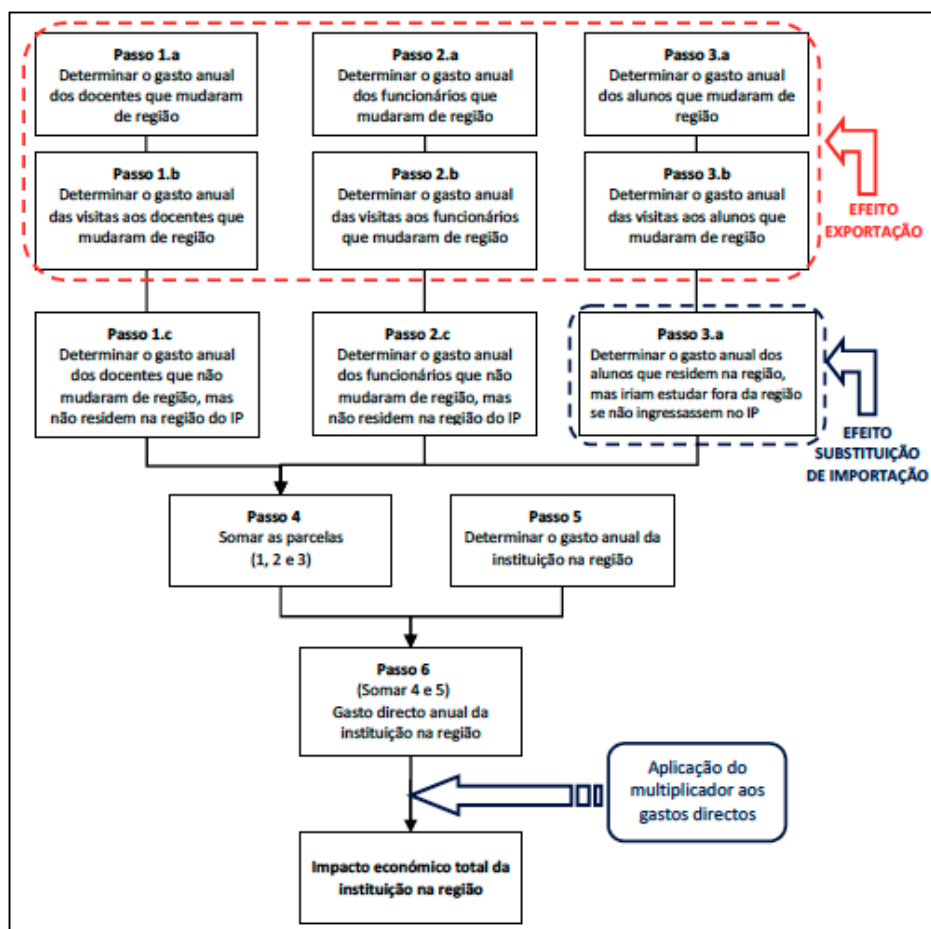 Passo 1.a
Determinar o gasto anual
dos docentes que mudaram
de região
Passo 2.a
Determinar o gasto anual
dos funcionários que
mudaram de região
Passo 3.a
Determinar o gasto anual
dos alunos que mudaram de
região
Passo 1.b
Determinar o gasto anual
das visitas aos docentes que
mudaram de região
Passo 2.b
Determinar o gasto anual
das visitas aos funcionários
que mudaram de região
Passo 3.b
Determinar o gasto anual
das visitas aos alunos que
mudaram de região
EFEITO
EXPORTAÇÃO
Passo 1.c
Determinar o gasto anual
dos docentes que não
mudaram de região, mas
não residem na região do IP
Passo 2.c
Determinar o gasto anual
dos funcionários que não
mudaram de região, mas
não residem na região do IP
Passo 3.a
Determinar o gasto anual dos
alunos que residem na região,
mas iriam estudar fora da região
se não ingressassem no IP
EFEITO
SUBSTITUIÇÃO
DE IMPORTAÇÃO
Passo 4
Somar as parcelas
(1, 2 e 3)
Passo 5
Determinar o gasto anual da
instituição na região
Passo 6
(Somar 4 e 5)
Gasto directo anual da
instituição na região
Aplicação do
multiplicador aos
gastos directos
Impacto económico total da
instituição na região